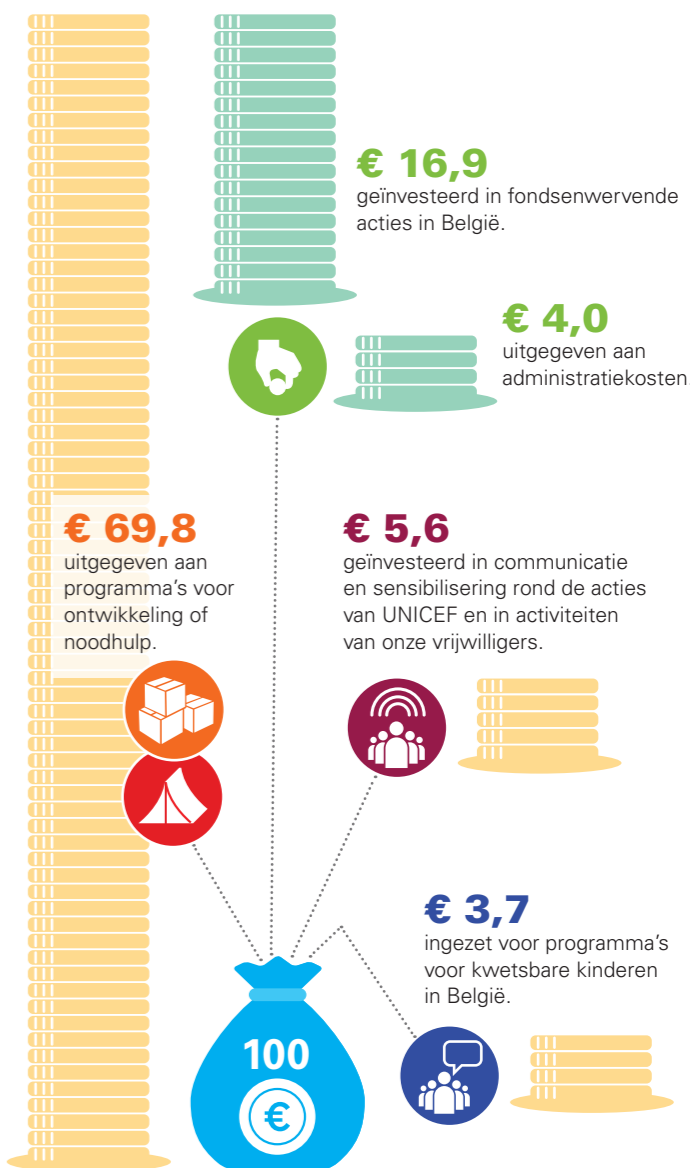 € 16,9
geïnvesteerd in fondsenwervende
acties in België.
€ 4,0
uitgegeven aan
administratiekosten.
€ 69,8
uitgegeven aan
programma's voor
ontwikkeling of
noodhulp.
€ 5,6
geïnvesteerd in communicatie
en sensibilisering rond de acties
van UNICEF en in activiteiten
van onze vrijwilligers.
€ 3,7
ingezet voor programma's
voor kwetsbare kinderen
in België.
100
€